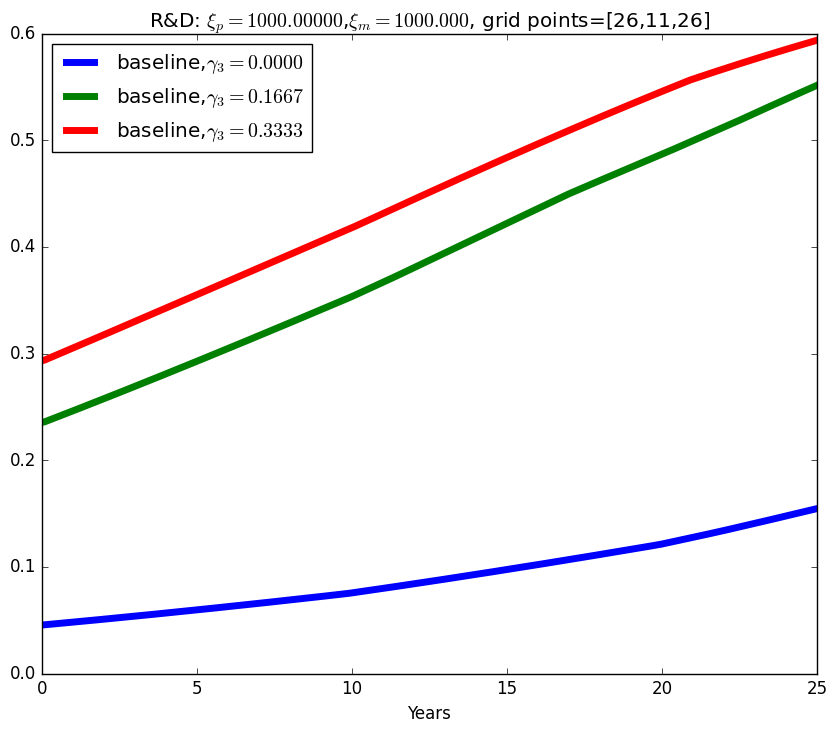 R&D: ξ_p = 1000.00000, ξ_m = 1000.000, grid points=[26,11,26]
baseline, γ_3 = 0.0000
baseline, γ_3 = 0.1667
baseline, γ_3 = 0.3333
0.6
0.5
0.4
0.3
0.2
0.1
0.0
0 5 10 15 20 25
Years